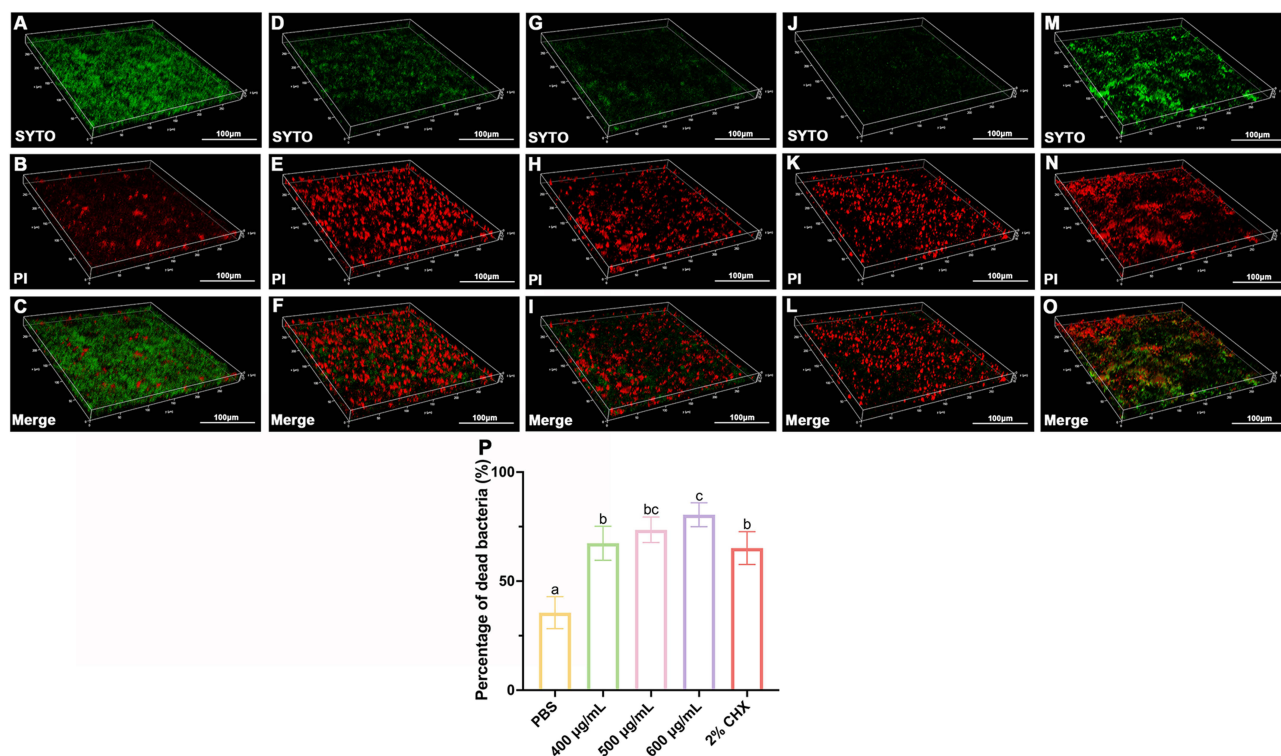 A
SYTO
100µm
D
SYTO
100µm
G
SYTO
100µm
J
SYTO
100µm
M
SYTO
100µm
B
PI
100µm
E
PI
100µm
H
PI
100µm
K
PI
100µm
N
PI
100µm
C
Merge
100µm
F
Merge
100µm
I
Merge
100µm
L
Merge
100µm
O
Merge
100µm
P
Percentage of dead bacteria (%)
100
50
0
a
b
bc
c
b
PBS
400 µg/mL
500 µg/mL
600 µg/mL
2% CHX